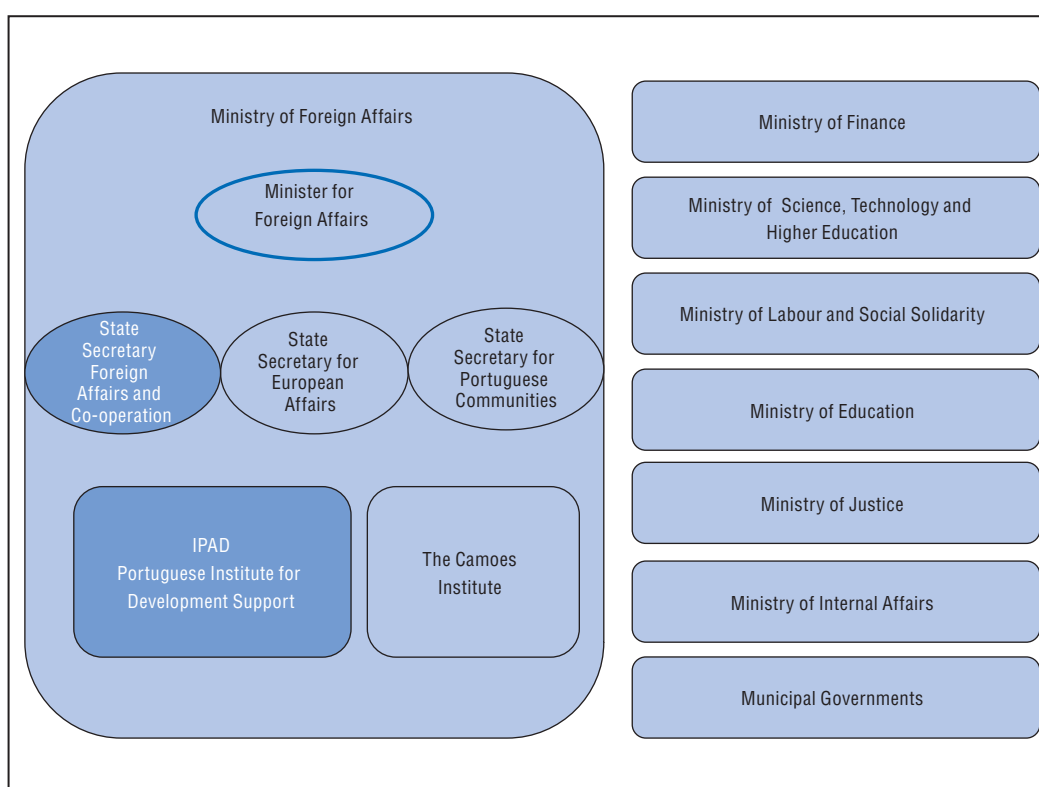 Ministry of Foreign Affairs
Minister for
Foreign Affairs
State
Secretary
Foreign
Affairs and
Co-operation
State
Secretary for
European
Affairs
State
Secretary for
Portuguese
Communities
IPAD
Portuguese Institute for
Development Support
The Camoes
Institute
Ministry of Finance
Ministry of Science, Technology and
Higher Education
Ministry of Labour and Social Solidarity
Ministry of Education
Ministry of Justice
Ministry of Internal Affairs
Municipal Governments